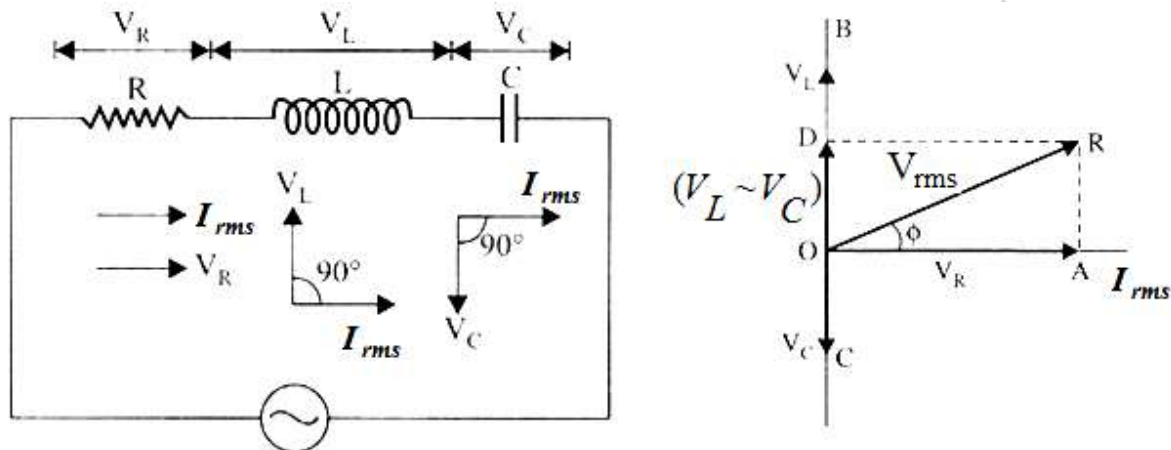 V_R V_L V_C
R L C
V_L
I_rms
I_rms
90°
V_R
90°
I_rms
V_C
B
V_L
D
R
V_rms
(V_L ~ V_C)
φ
O
V_R
A
I_rms
V_C
C